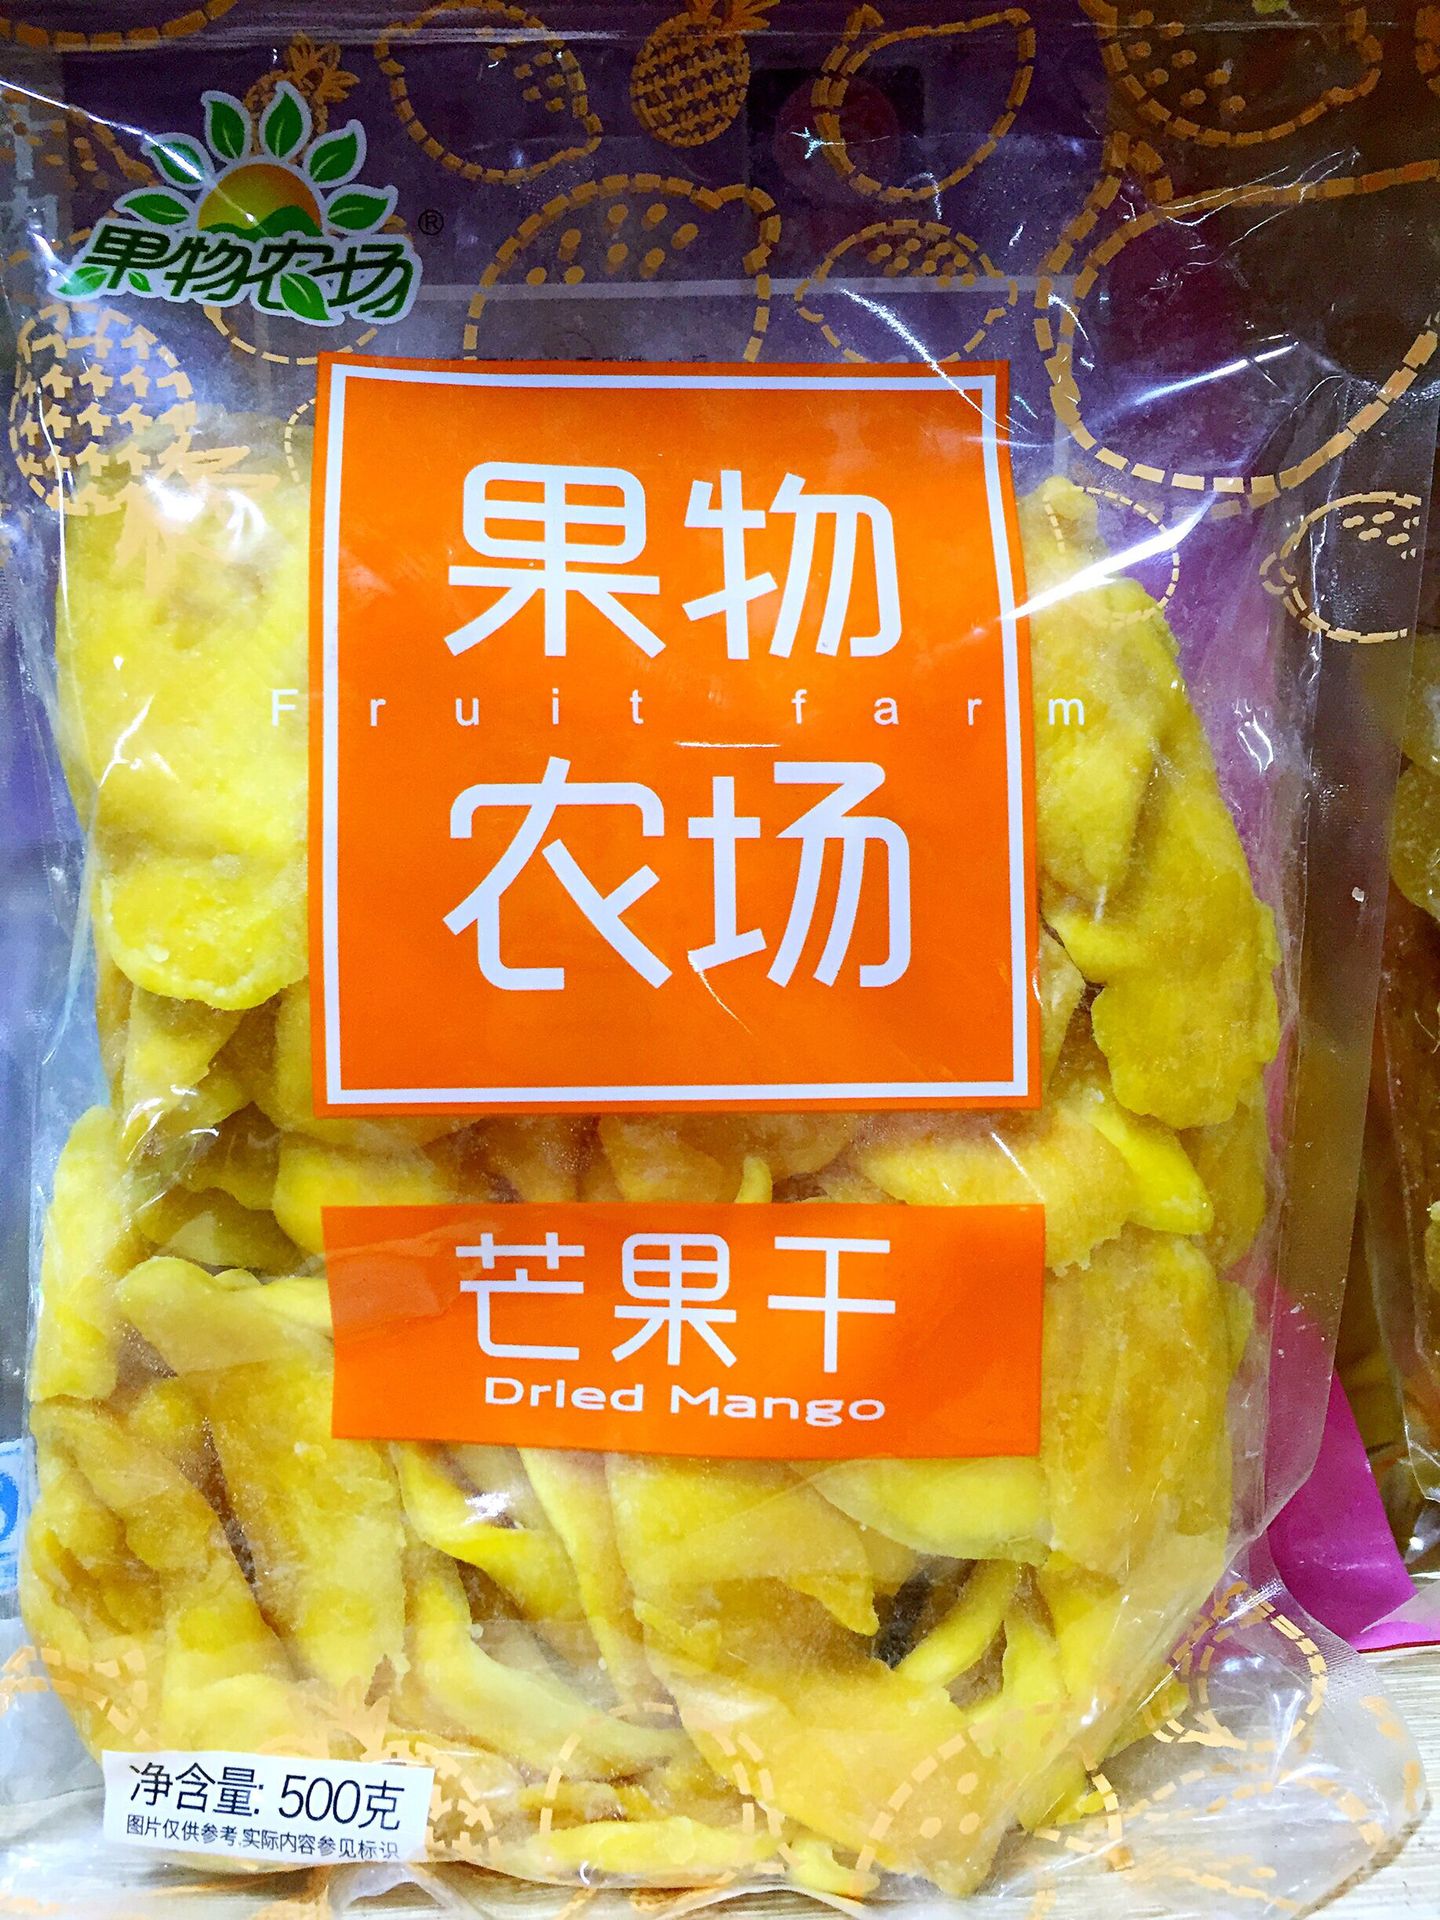 果物农场
®
果物
Fruit farm
农场
芒果干
Dried Mango
净含量: 500克
图片仅供参考,实际内容参见标识